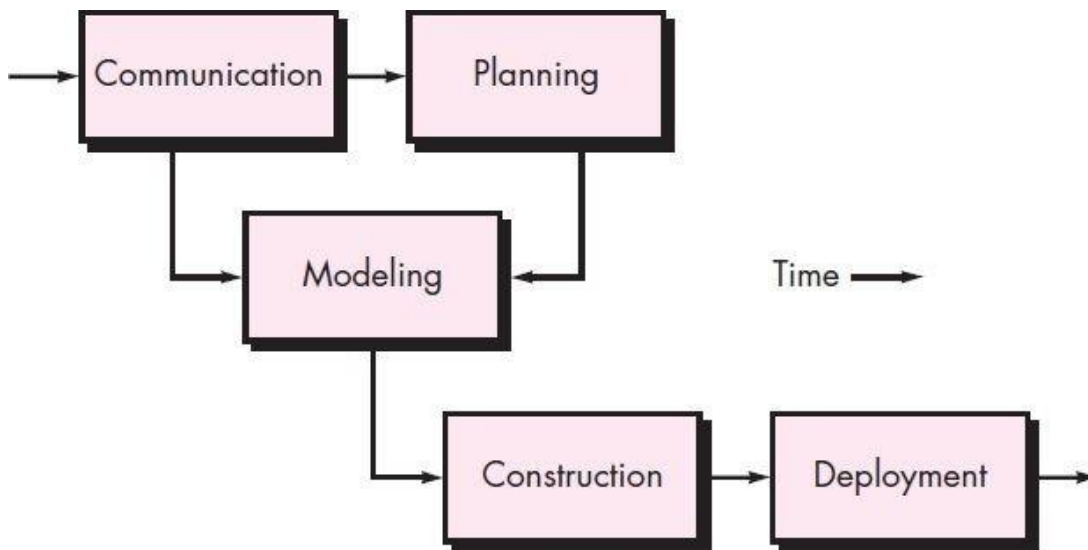 Communication
Planning
Modeling
Time
Construction
Deployment